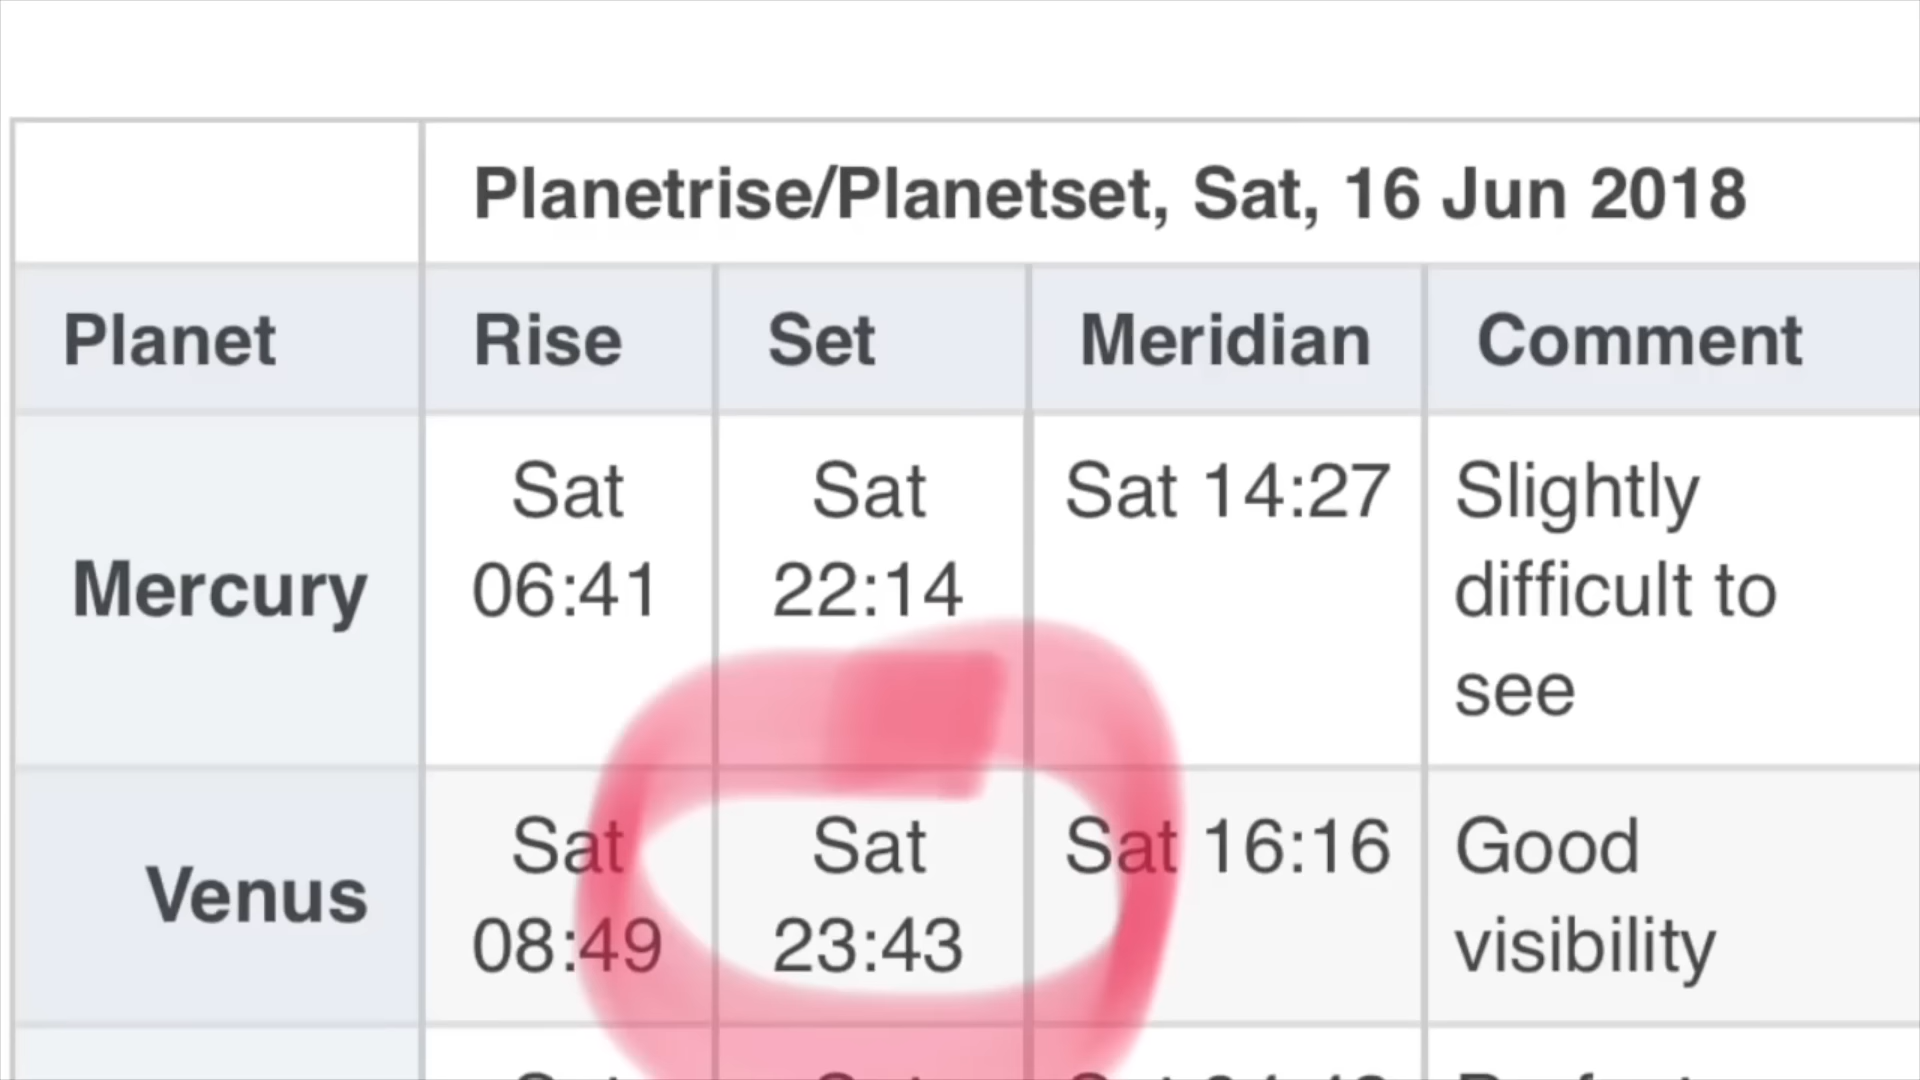 Planetrise/Planetset, Sat, 16 Jun 2018
Planet Rise Set Meridian Comment
Sat Sat Sat 14:27 Slightly
Mercury 06:41 22:14 difficult to
see
Sat Sat Sat 16:16 Good
Venus 08:49 23:43 visibility